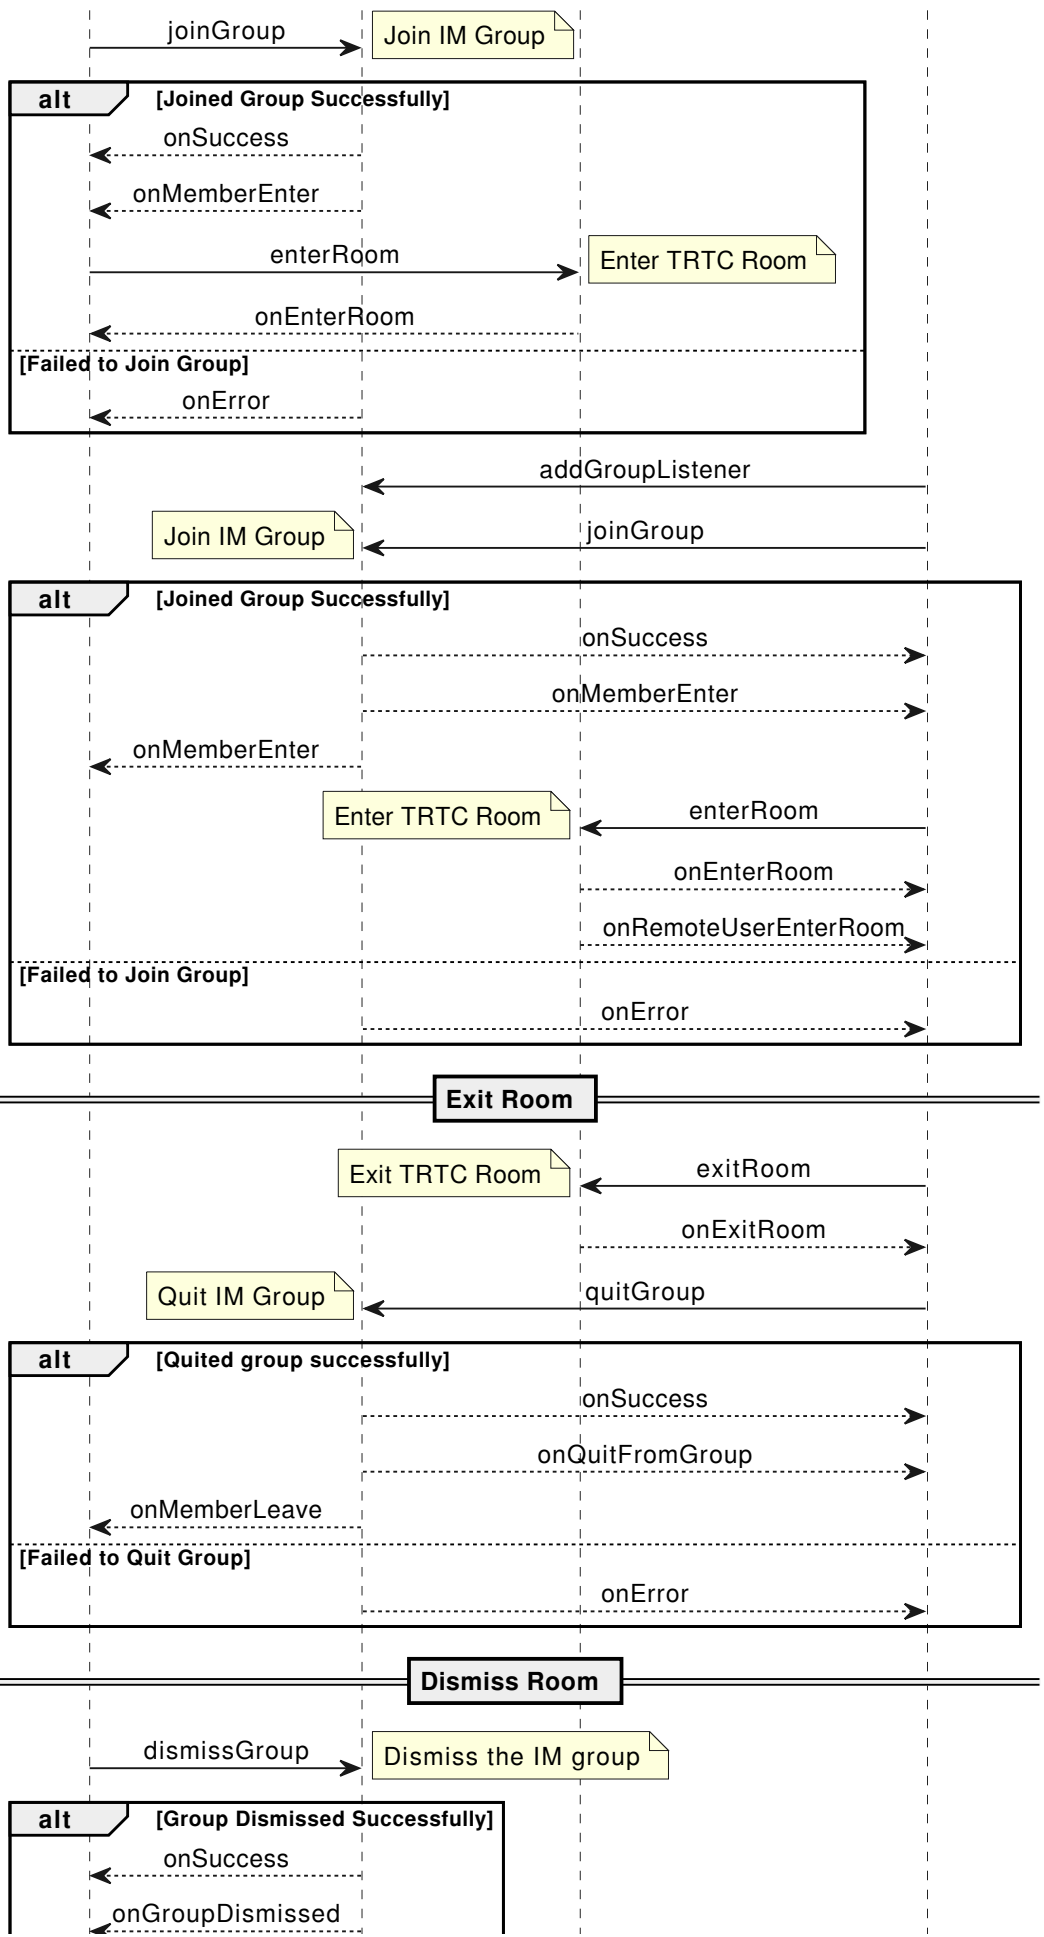 joinGroup
Join IM Group
alt
[Joined Group Successfully]
onSuccess
onMemberEnter
enterRoom
Enter TRTC Room
onEnterRoom
[Failed to Join Group]
onError
addGroupListener
Join IM Group
joinGroup
alt
[Joined Group Successfully]
onSuccess
onMemberEnter
onMemberEnter
Enter TRTC Room
enterRoom
onEnterRoom
onRemoteUserEnterRoom
[Failed to Join Group]
onError
Exit Room
Exit TRTC Room
exitRoom
onExitRoom
Quit IM Group
quitGroup
alt
[Quited group successfully]
onSuccess
onQuitFromGroup
onMemberLeave
[Failed to Quit Group]
onError
Dismiss Room
dismissGroup
Dismiss the IM group
alt
[Group Dismissed Successfully]
onSuccess
onGroupDismissed